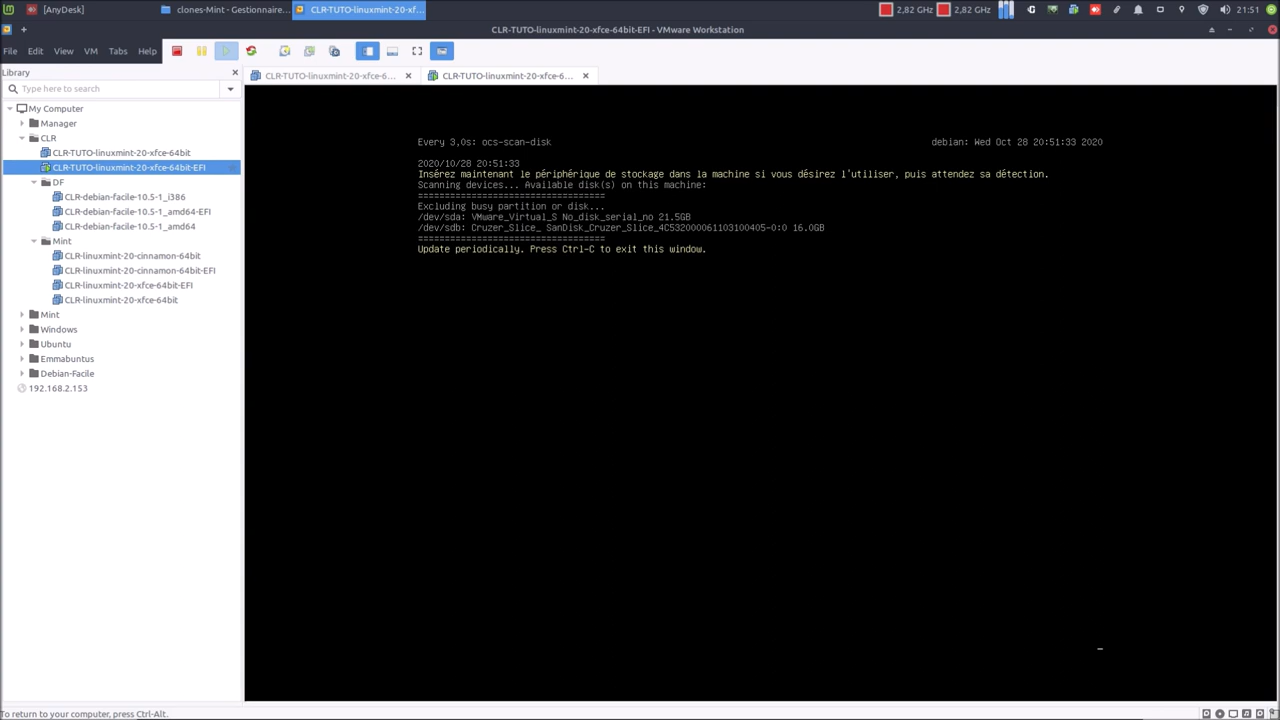 [AnyDesk]
clones-Mint - Gestionnaire...
CLR-TUTO-linuxmint-20-xf...
2,82 GHz
2,82 GHz
21:51
CLR-TUTO-linuxmint-20-xfce-64bit-EFI - VMware Workstation
File Edit View VM Tabs Help
Library
CLR-TUTO-linuxmint-20-xfce-6...
CLR-TUTO-linuxmint-20-xfce-6...
Type here to search
My Computer
Manager
CLR
CLR-TUTO-linuxmint-20-xfce-64bit
CLR-TUTO-linuxmint-20-xfce-64bit-EFI
DF
CLR-debian-facile-10.5-1_i386
CLR-debian-facile-10.5-1_amd64-EFI
CLR-debian-facile-10.5-1_amd64
Mint
CLR-linuxmint-20-cinnamon-64bit
CLR-linuxmint-20-cinnamon-64bit-EFI
CLR-linuxmint-20-xfce-64bit-EFI
CLR-linuxmint-20-xfce-64bit
Mint
Windows
Ubuntu
Emmabuntus
Debian-Facile
192.168.2.153
Every 3,0s: ocs-scan-disk
debian: Wed Oct 28 20:51:33 2020
2020/10/28 20:51:33
Insérez maintenant le périphérique de stockage dans la machine si vous désirez l'utiliser, puis attendez sa détection.
Scanning devices... Available disk(s) on this machine:
===================================
Excluding busy partition or disk...
/dev/sda: VMware_Virtual_S No_disk_serial_no 21.5GB
/dev/sdb: Cruzer_Slice_ SanDisk_Cruzer_Slice_4C532000061103100405-0:0 16.0GB
===================================
Update periodically. Press Ctrl-C to exit this window.
To return to your computer, press Ctrl-Alt.